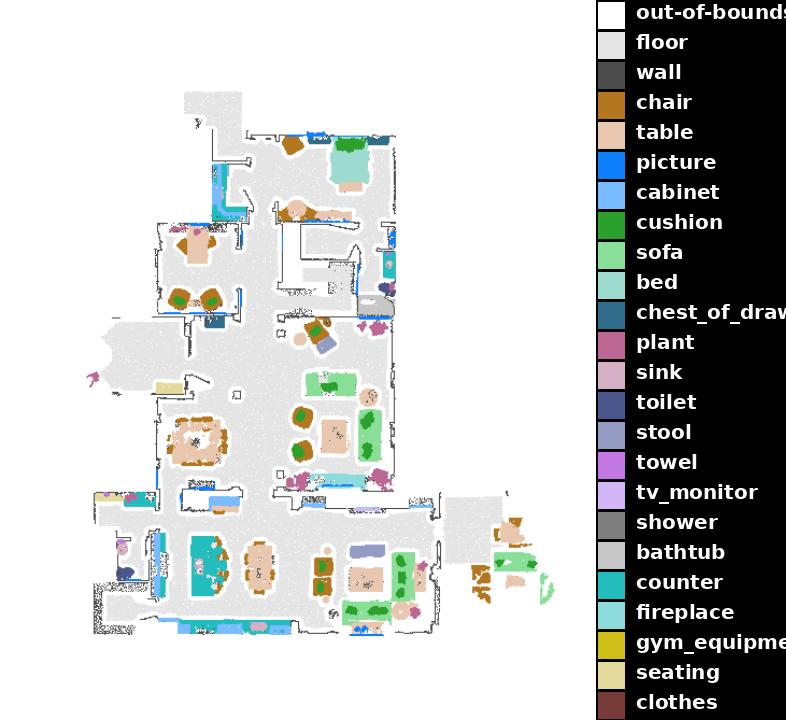 out-of-bounds
floor
wall
chair
table
picture
cabinet
cushion
sofa
bed
chest_of_draw
plant
sink
toilet
stool
towel
tv_monitor
shower
bathtub
counter
fireplace
gym_equipme
seating
clothes